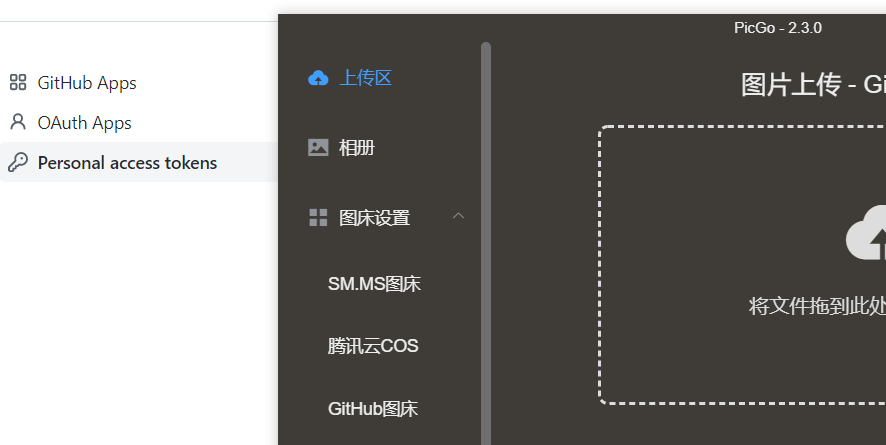 GitHub Apps
OAuth Apps
Personal access tokens
PicGo - 2.3.0
上传区
相册
图床设置
SM.MS图床
腾讯云COS
GitHub图床
图片上传 - Gi
将文件拖到此处